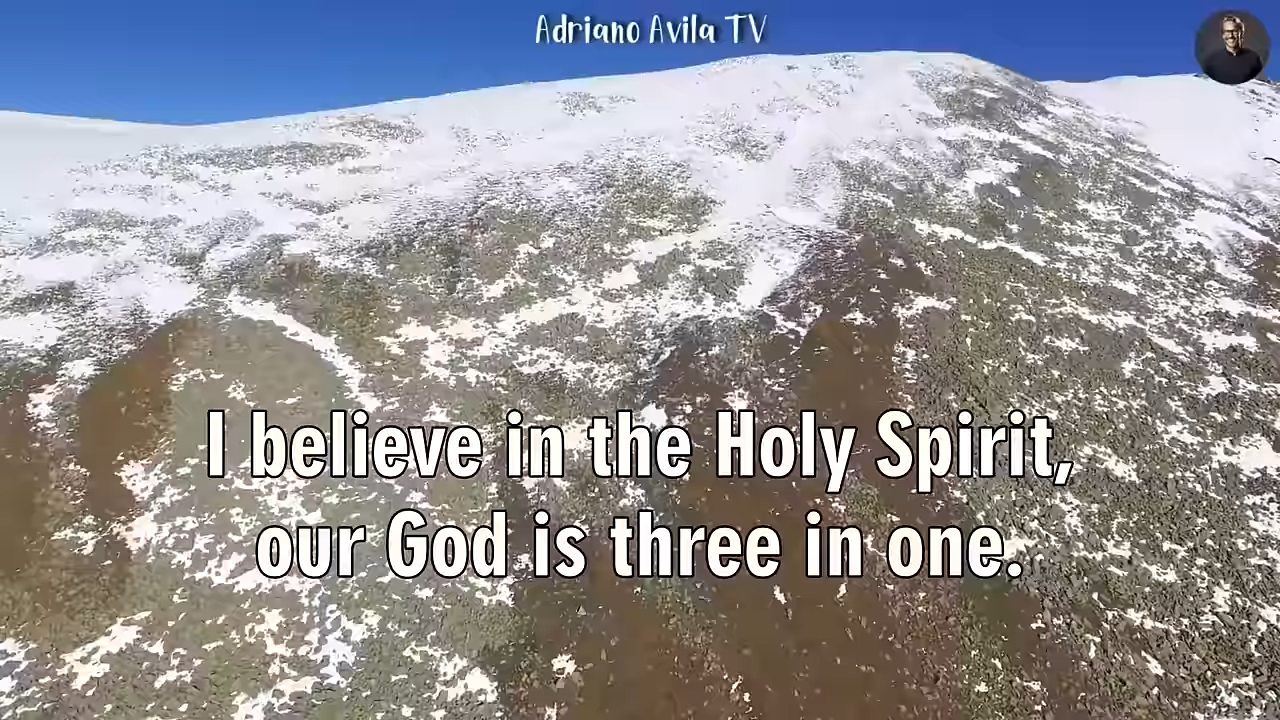 Adriano Avila TV
I believe in the Holy Spirit,
our God is three in one.